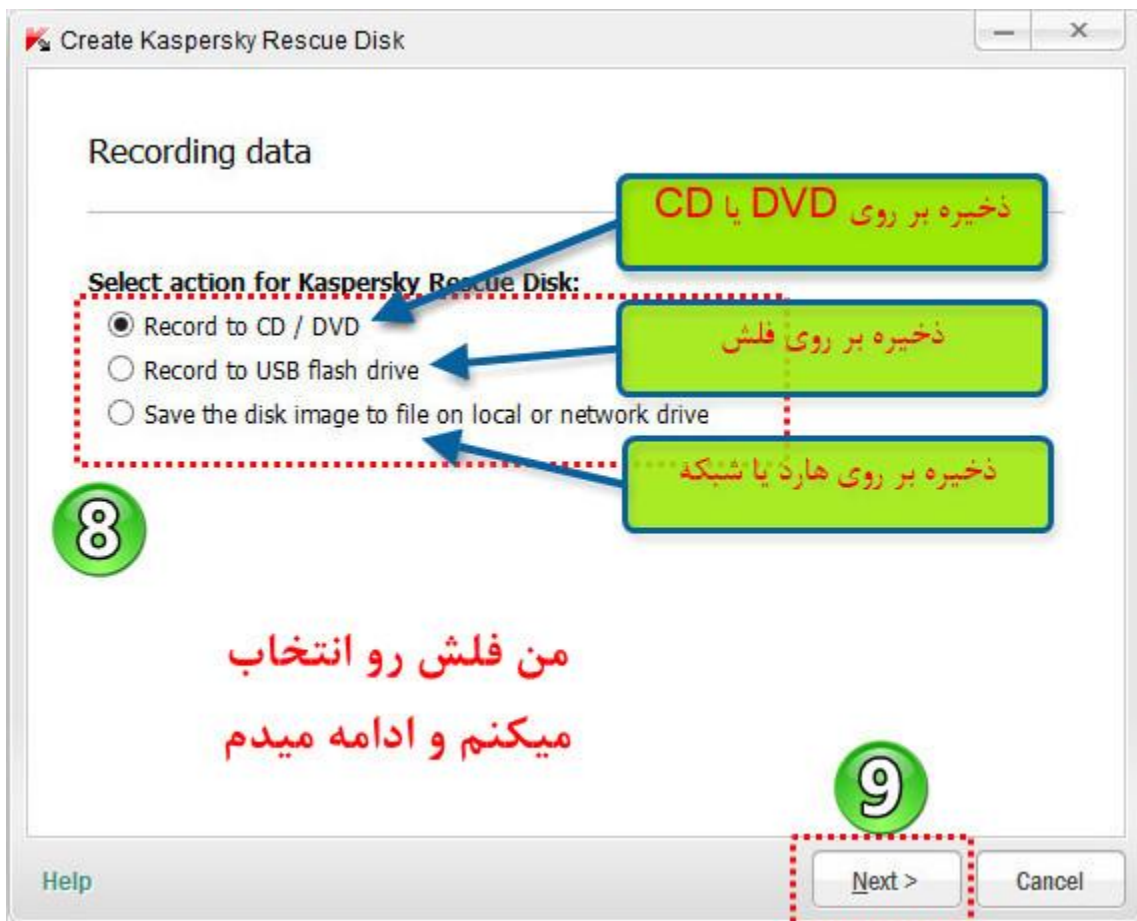 Create Kaspersky Rescue Disk
Recording data
ذخیره بر روی DVD یا CD
Select action for Kaspersky Rescue Disk:
Record to CD / DVD
ذخیره بر روی فلش
Record to USB flash drive
Save the disk image to file on local or network drive
ذخیره بر روی هارد یا شبکه
8
من فلش رو انتخاب
میکنم و ادامه میدم
9
Help
Next >
Cancel